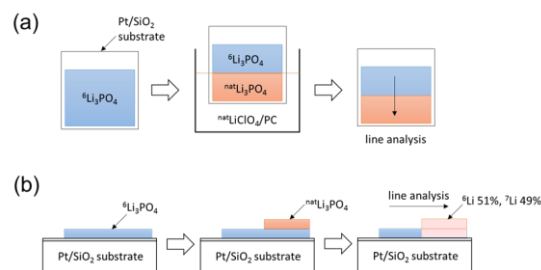 (a)
Pt/SiO₂
substrate
⁶Li₃PO₄
⁶Li₃PO₄
ⁿᵃᵗLi₃PO₄
ⁿᵃᵗLiClO₄/PC
line analysis
(b)
⁶Li₃PO₄
Pt/SiO₂ substrate
ⁿᵃᵗLi₃PO₄
Pt/SiO₂ substrate
line analysis
⁶Li 51%, ⁷Li 49%
Pt/SiO₂ substrate